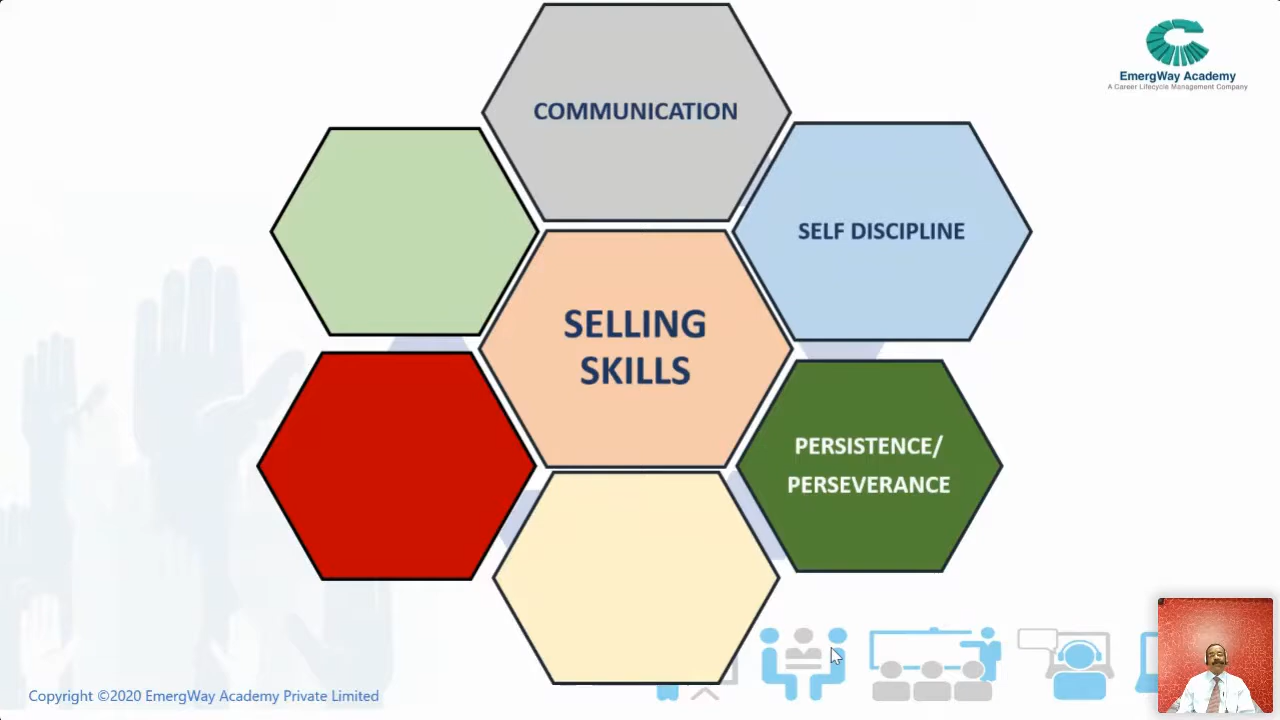 COMMUNICATION
EmergWay Academy
A Career Lifecycle Management Company
SELF DISCIPLINE
SELLING
SKILLS
PERSISTENCE/
PERSEVERANCE
Copyright ©2020 EmergWay Academy Private Limited